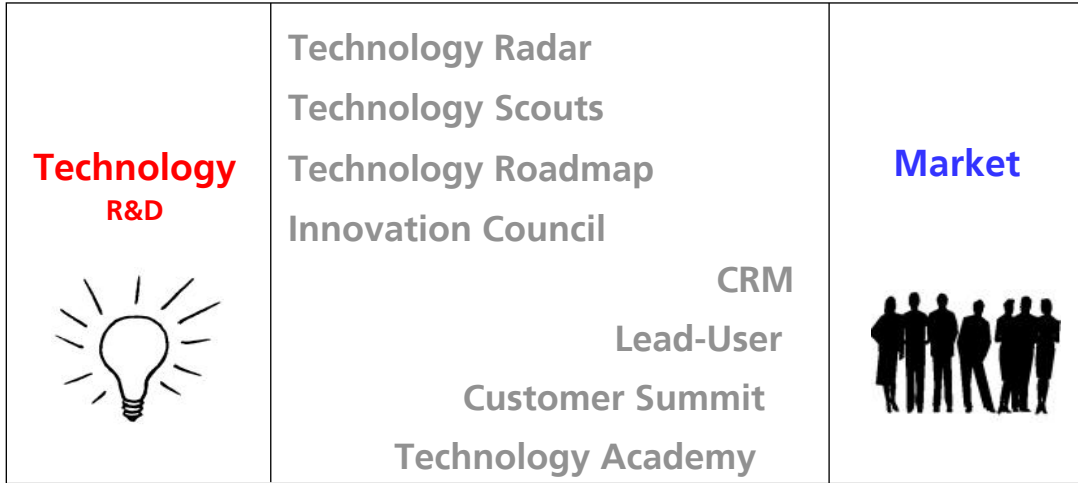 Technology
R&D
Technology Radar
Technology Scouts
Technology Roadmap
Innovation Council
CRM
Lead-User
Customer Summit
Technology Academy
Market